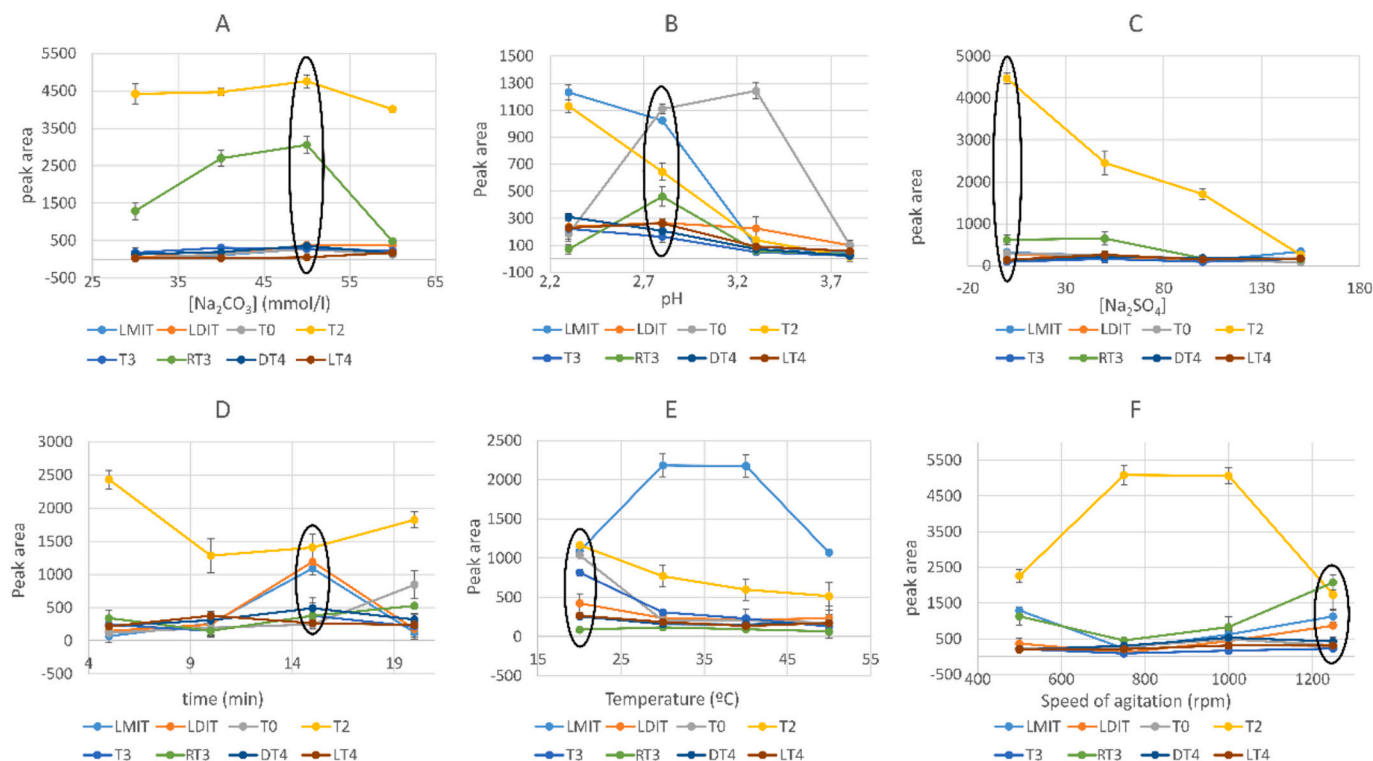 A
5500
4500
3500
2500
1500
500
-500
25 35 45 55 65
peak area
[Na₂CO₃] (mmol/l)
LMIT LDIT T0 T2
T3 RT3 DT4 LT4
B
1500
1300
1100
900
700
500
300
100
-100
2,2 2,7 3,2 3,7
Peak area
pH
LMIT LDIT T0 T2
T3 RT3 DT4 LT4
C
5000
4000
3000
2000
1000
0
-20 30 80 130 180
peak area
[Na₂SO₄]
LMIT LDIT T0 T2
T3 RT3 DT4 LT4
D
3000
2500
2000
1500
1000
500
0
-500
4 9 14 19
Peak area
time (min)
LMIT LDIT T0 T2
T3 RT3 DT4 LT4
E
2500
2000
1500
1000
500
0
-500
15 25 35 45 55
Peak area
Temperature (ºC)
LMIT LDIT T0 T2
T3 RT3 DT4 LT4
F
5500
4500
3500
2500
1500
500
-500
400 600 800 1000 1200
peak area
Speed of agitation (rpm)
LMIT LDIT T0 T2
T3 RT3 DT4 LT4